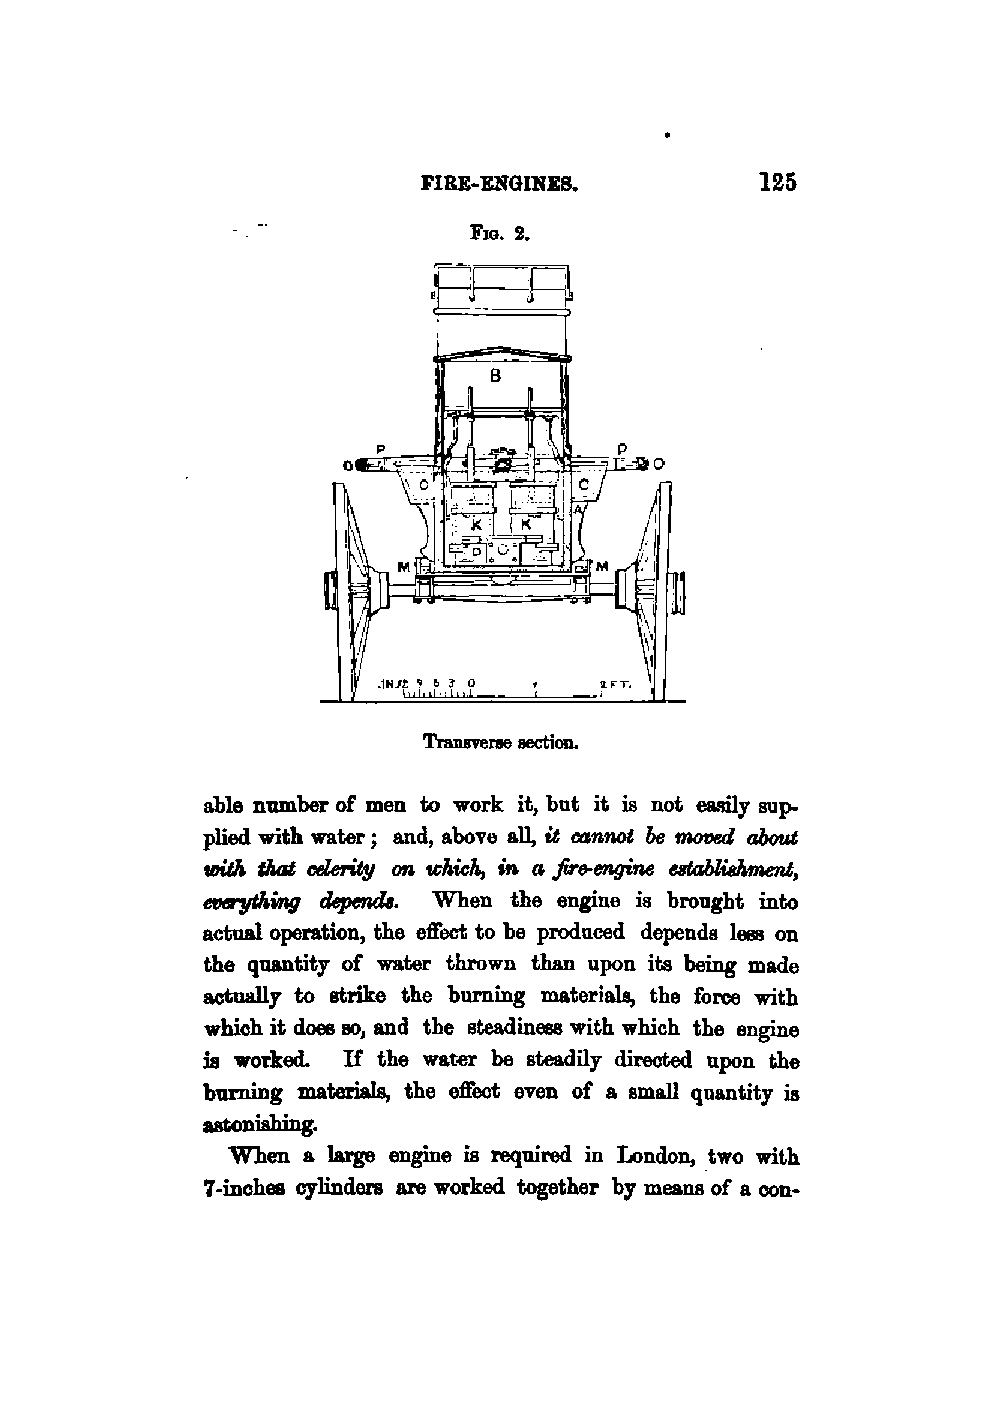 FIRE-ENGINES. 125
FIG. 2.
B
P P
O O
C C
A
K K
D
M M
INS 12 9 6 3 0 1 2 FT.
Transverse section.
able number of men to work it, but it is not easily sup-
plied with water; and, above all, it cannot be moved about
with that celerity on which, in a fire-engine establishment,
everything depends. When the engine is brought into
actual operation, the effect to be produced depends less on
the quantity of water thrown than upon its being made
actually to strike the burning materials, the force with
which it does so, and the steadiness with which the engine
is worked. If the water be steadily directed upon the
burning materials, the effect even of a small quantity is
astonishing.
When a large engine is required in London, two with
7-inches cylinders are worked together by means of a con-